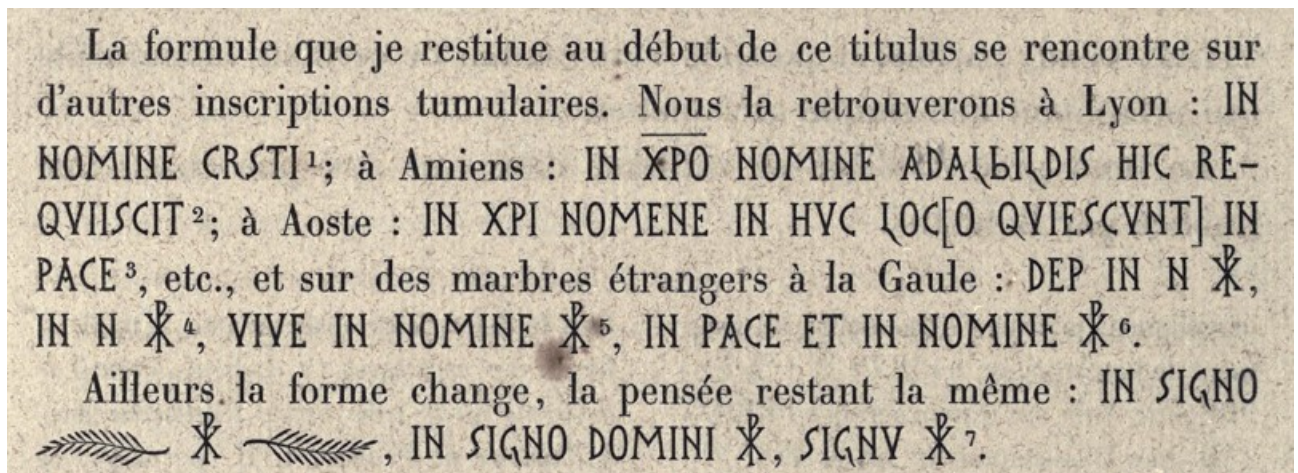 La formule que je restitue au début de ce titulus se rencontre sur
d'autres inscriptions tumulaires. Nous la retrouverons à Lyon : IN
NOMINE CRSTI¹; à Amiens : IN X̅P̅O̅ NOMINE ADALBILDIS HIC RE-
QVIISCIT²; à Aoste : IN XPI NOMENE IN HVC LOC[O QVIESCVNT] IN
PACE³, etc., et sur des marbres étrangers à la Gaule : DEP IN N ☧,
IN N ☧⁴, VIVE IN NOMINE ☧⁵, IN PACE ET IN NOMINE ☧⁶.
Ailleurs la forme change, la pensée restant la même : IN SIGNO
☧, IN SIGNO DOMINI ☧, SIGNV ☧⁷.